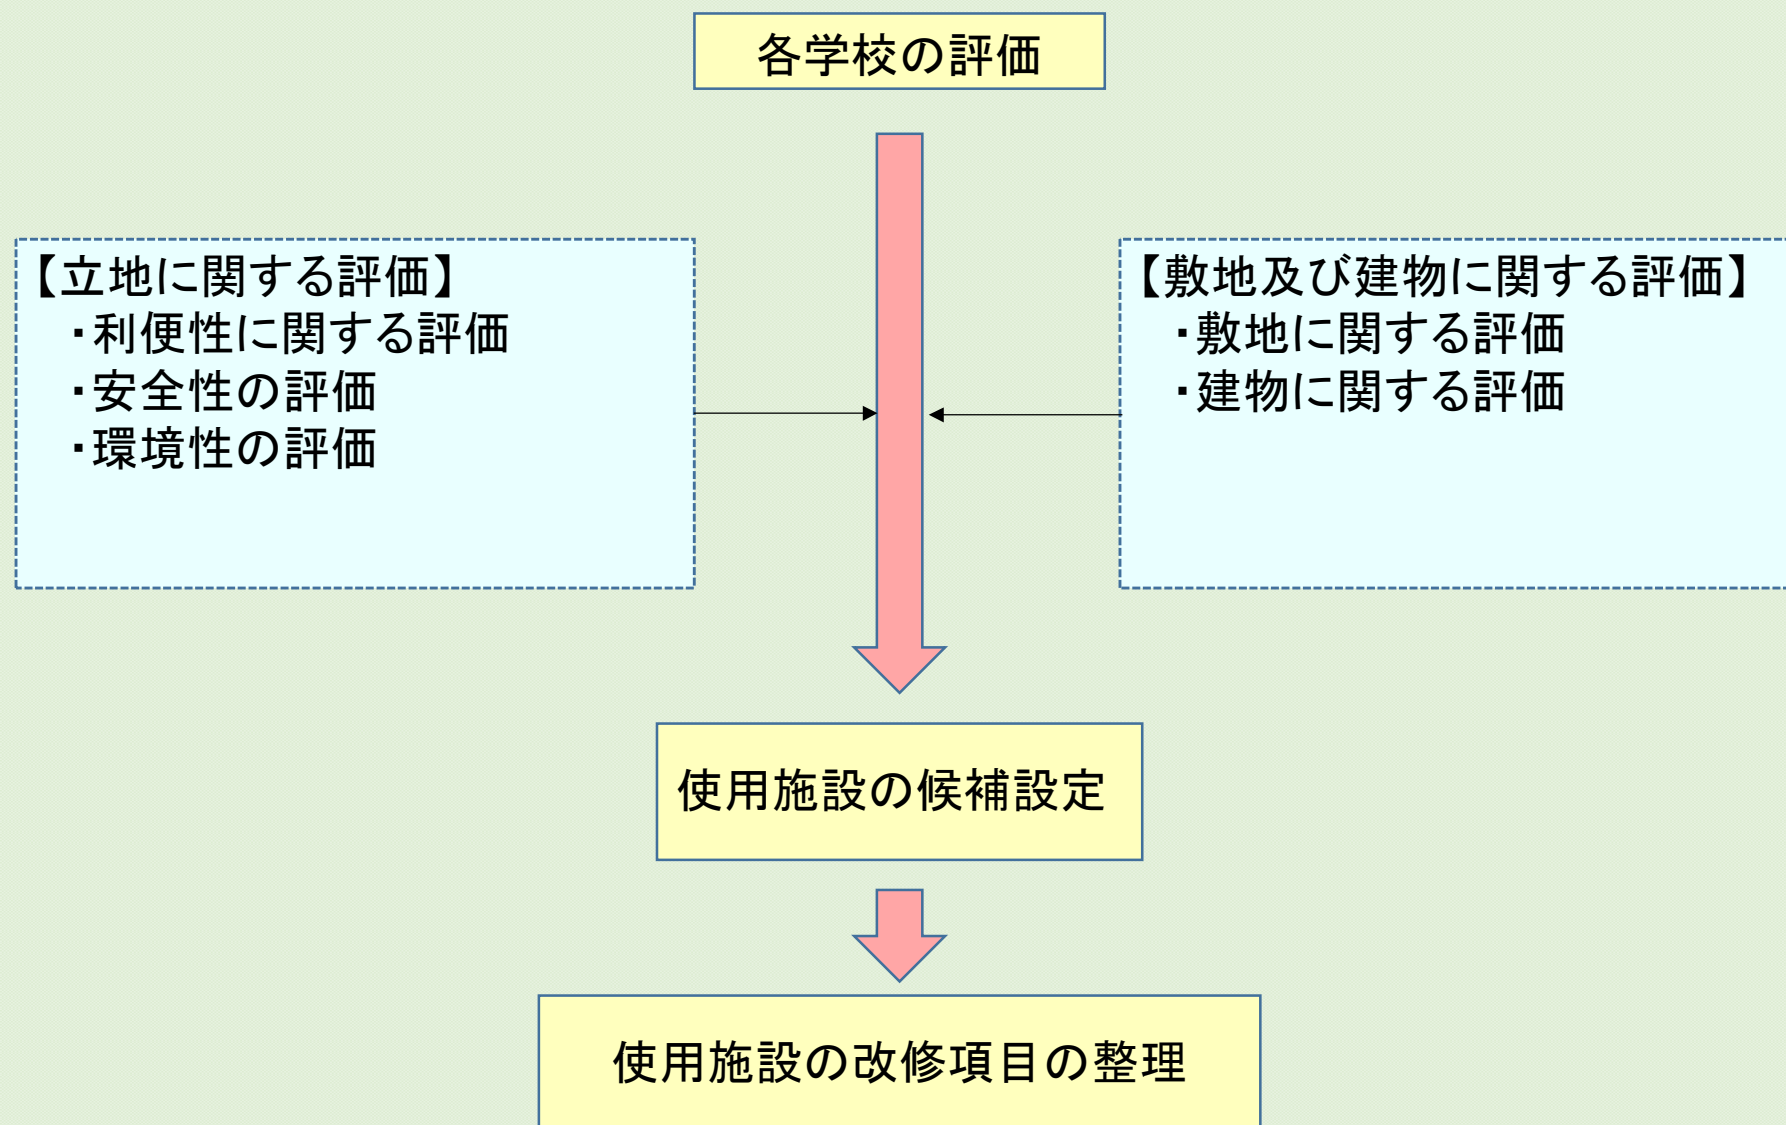 各学校の評価
【立地に関する評価】
・利便性に関する評価
・安全性の評価
・環境性の評価
【敷地及び建物に関する評価】
・敷地に関する評価
・建物に関する評価
使用施設の候補設定
使用施設の改修項目の整理